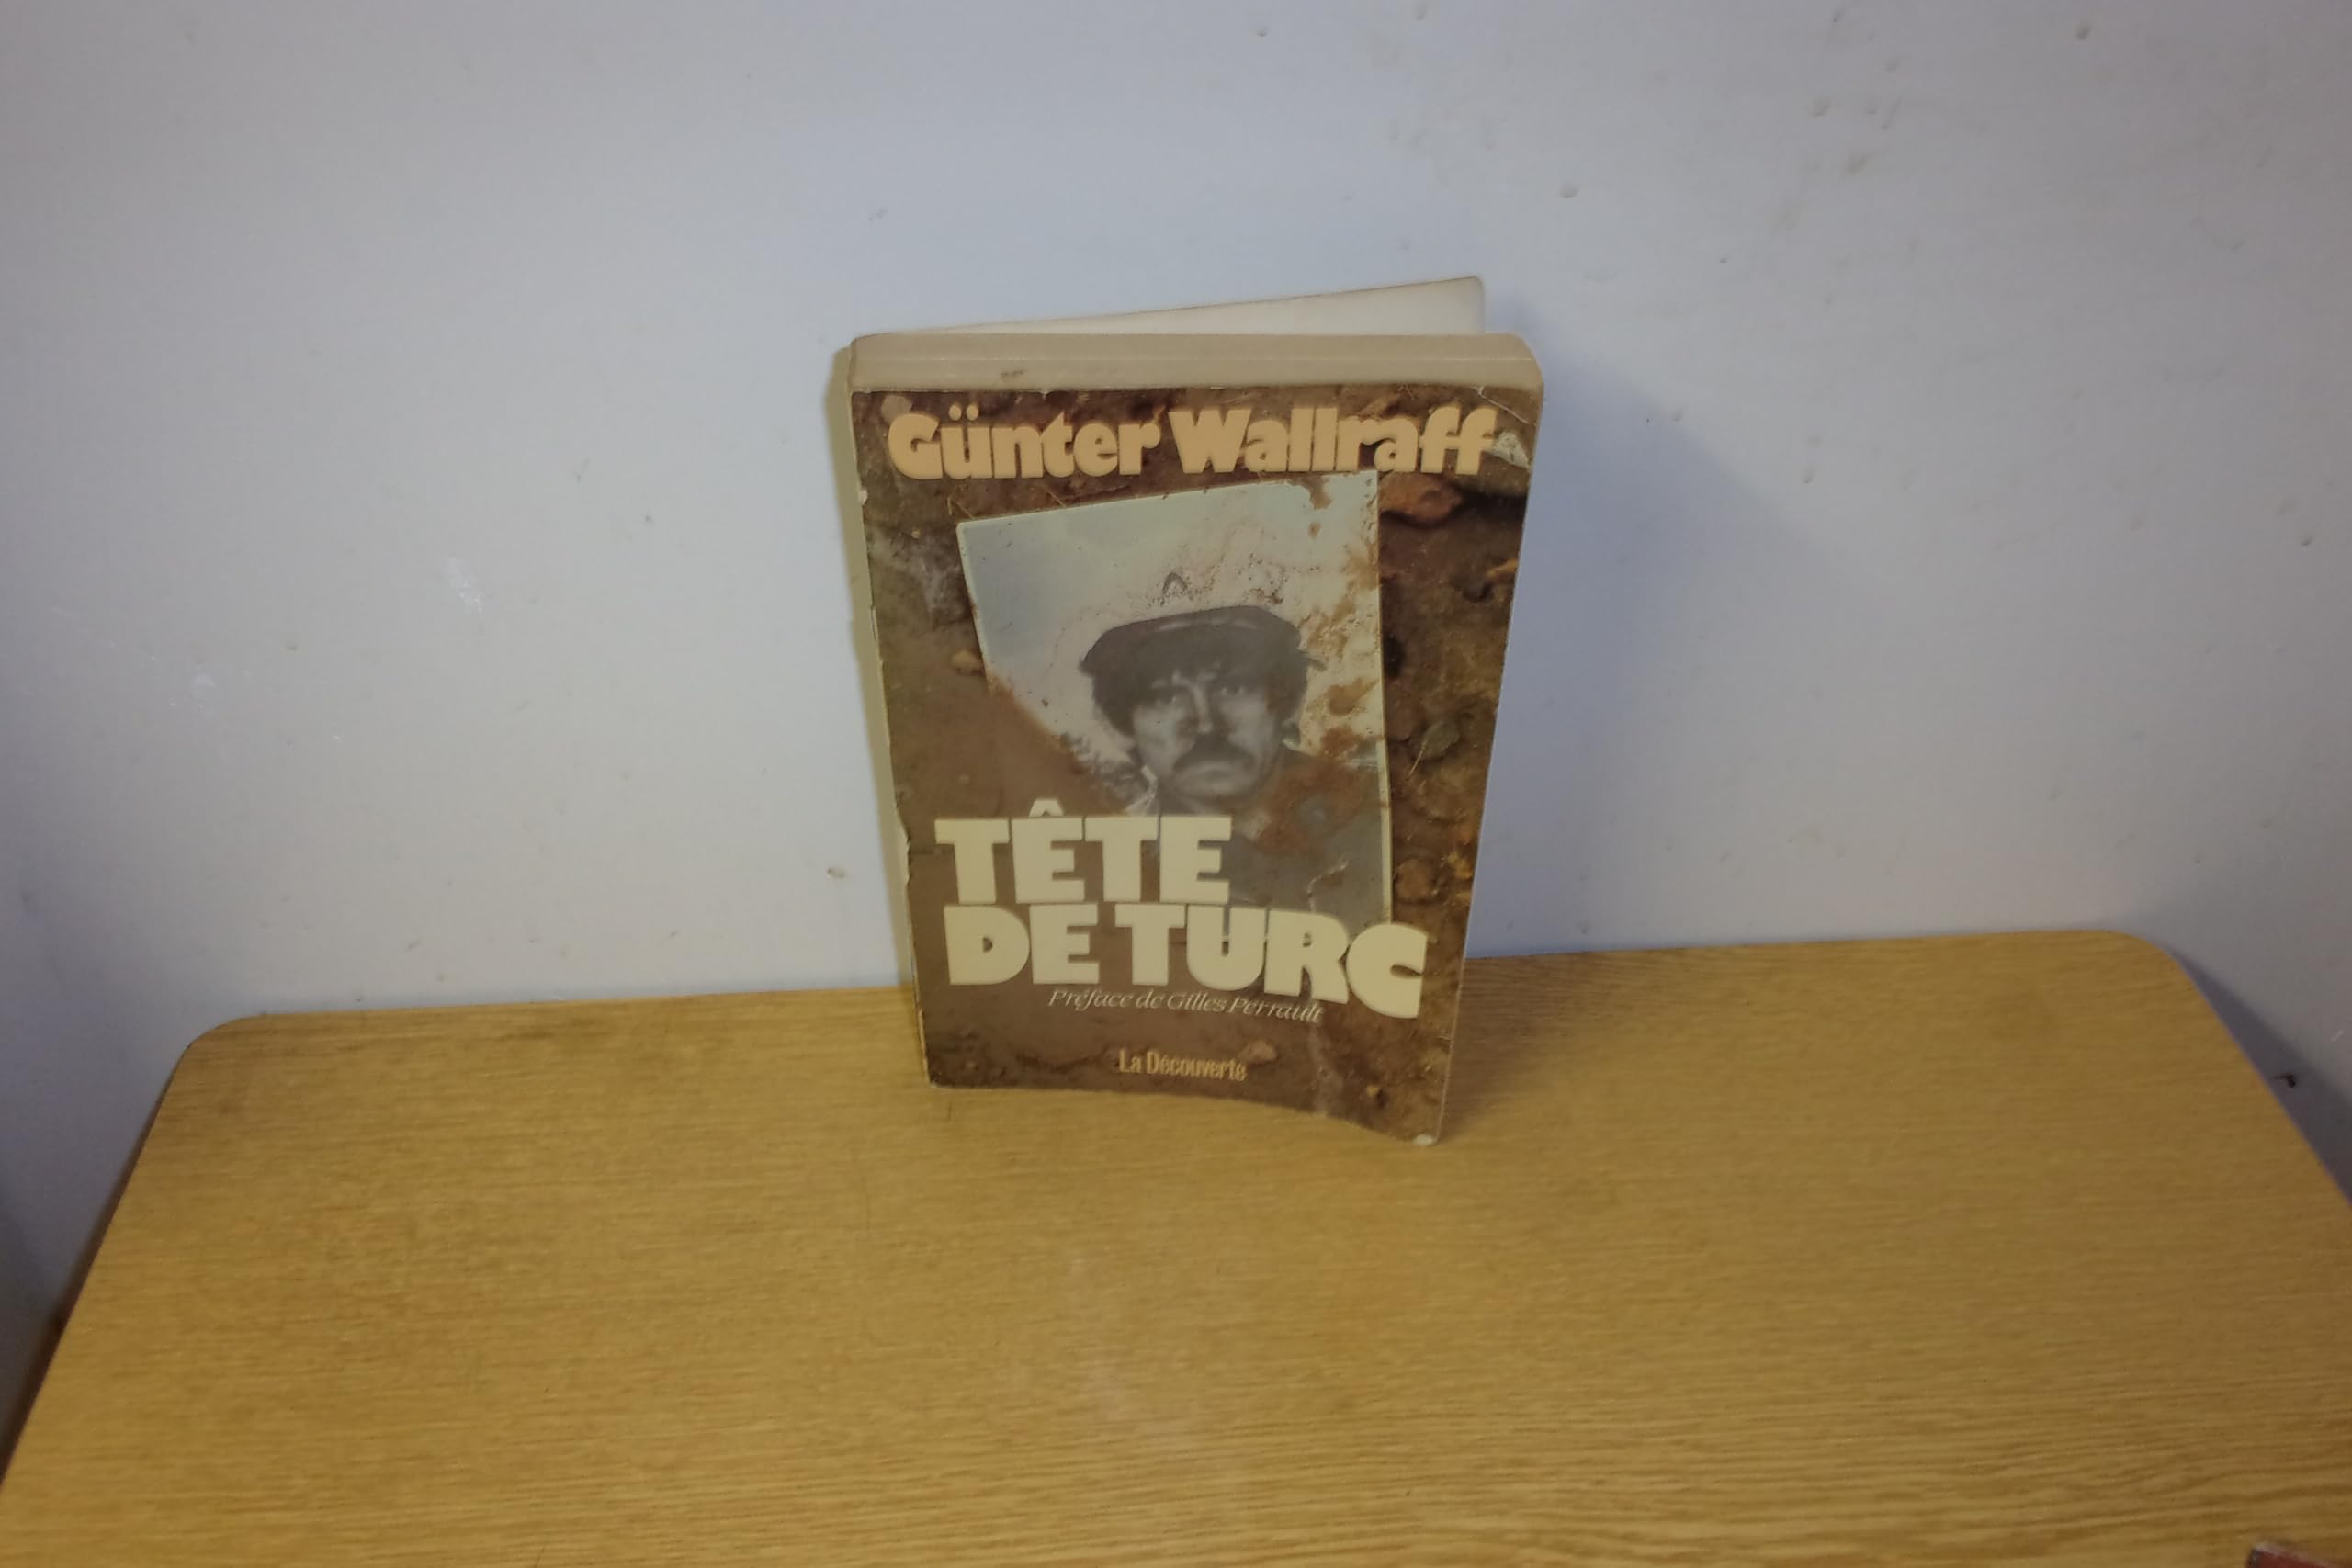 Günter Wallraff
TÊTE
DE TURC
Préface de Gilles Perrault
La Découverte